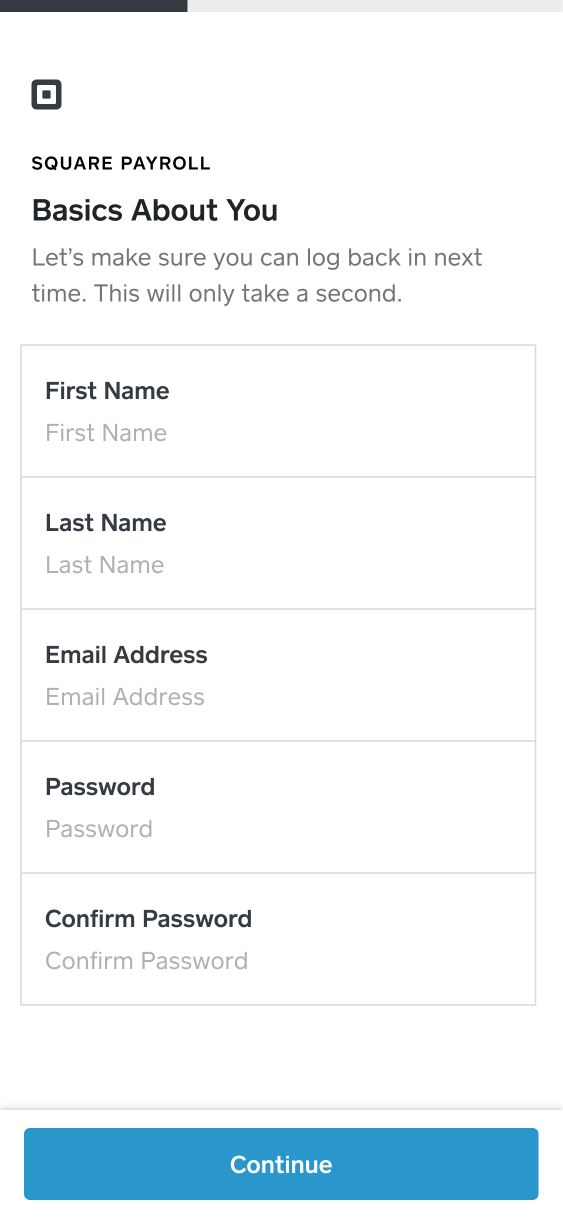 SQUARE PAYROLL
Basics About You
Let’s make sure you can log back in next
time. This will only take a second.
First Name
First Name
Last Name
Last Name
Email Address
Email Address
Password
Password
Confirm Password
Confirm Password
Continue